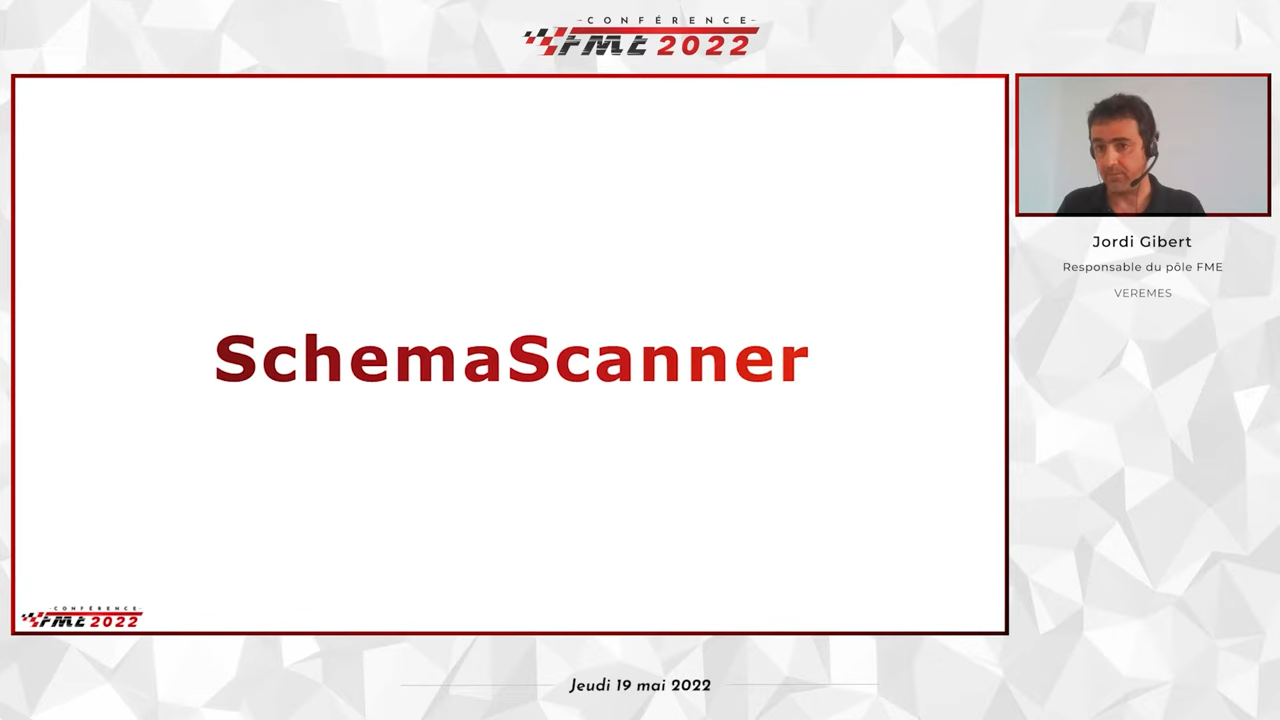 CONFÉRENCE
FME 2022
SchemaScanner
Jordi Gibert
Responsable du pôle FME
VEREMES
CONFÉRENCE
FME 2022
Jeudi 19 mai 2022